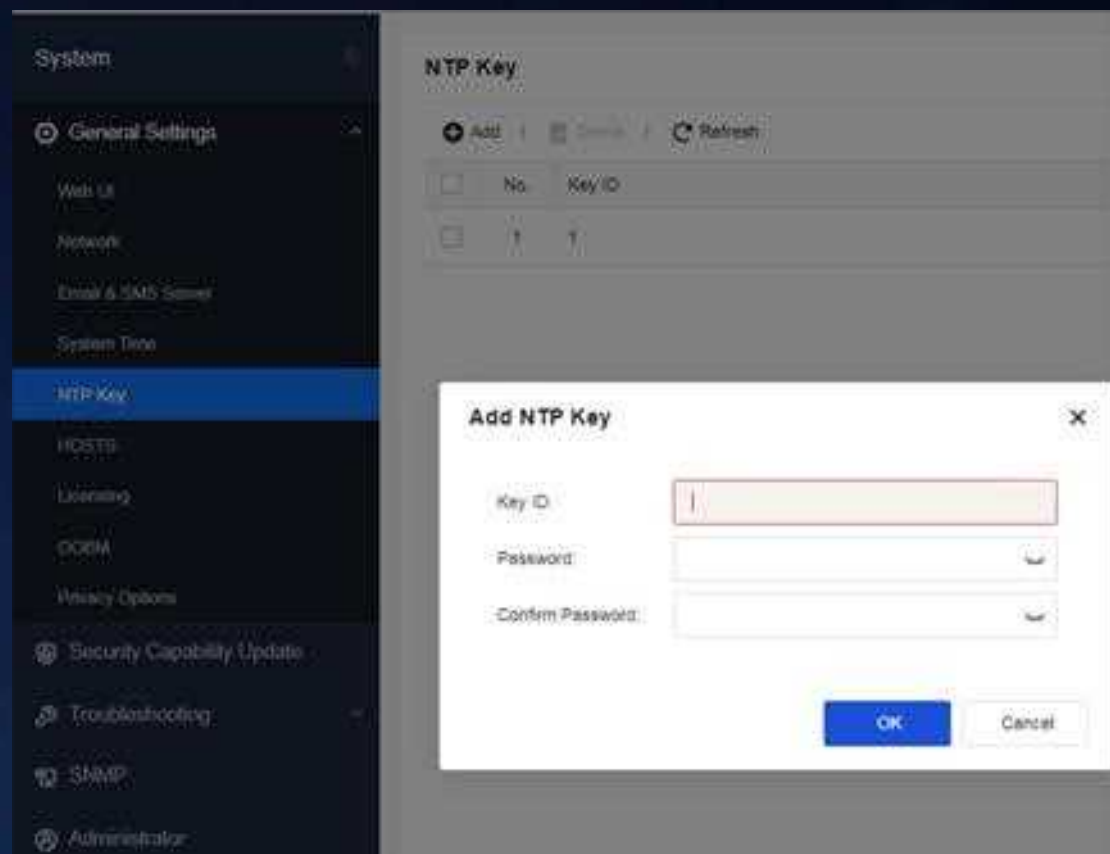 System
General Settings
Web UI
Network
Email & SMS Server
System Time
NTP Key
HOSTS
Licensing
OOBM
Privacy Options
Security Capability Update
Troubleshooting
SNMP
Administrator
NTP Key
Add
Refresh
No. Key ID
1 1
Add NTP Key
Key ID:
Password:
Confirm Password:
OK Cancel